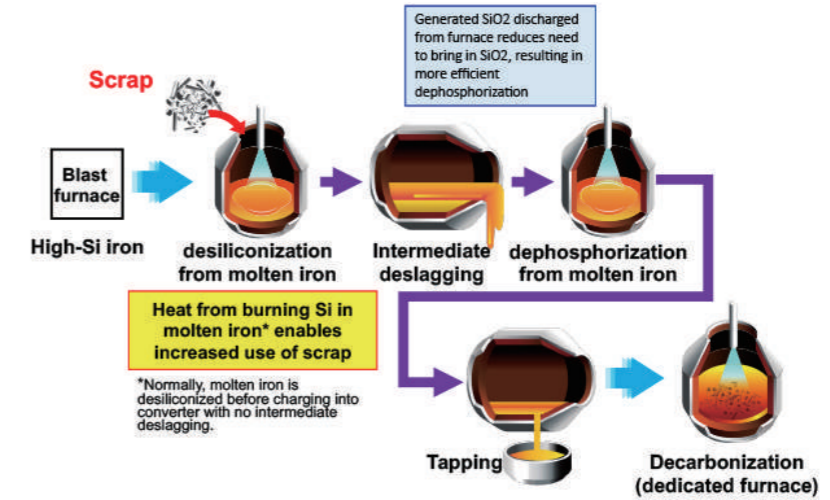 Generated SiO2 discharged
from furnace reduces need
to bring in SiO2, resulting in
more efficient
dephosphorization
Scrap
Blast
furnace
High-Si iron
desiliconization
from molten iron
Intermediate
deslagging
dephosphorization
from molten iron
Heat from burning Si in
molten iron* enables
increased use of scrap
*Normally, molten iron is
desiliconized before charging into
converter with no intermediate
deslagging.
Tapping
Decarbonization
(dedicated furnace)